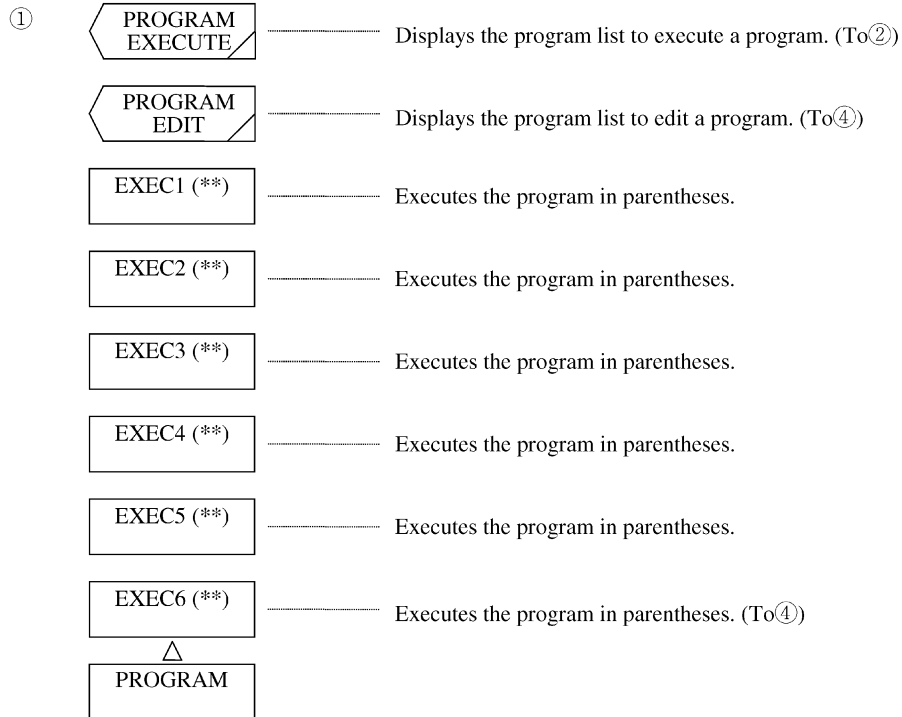 ①
PROGRAM
EXECUTE
Displays the program list to execute a program. (To②)
PROGRAM
EDIT
Displays the program list to edit a program. (To④)
EXEC1 (**)
Executes the program in parentheses.
EXEC2 (**)
Executes the program in parentheses.
EXEC3 (**)
Executes the program in parentheses.
EXEC4 (**)
Executes the program in parentheses.
EXEC5 (**)
Executes the program in parentheses.
EXEC6 (**)
Executes the program in parentheses. (To④)
PROGRAM